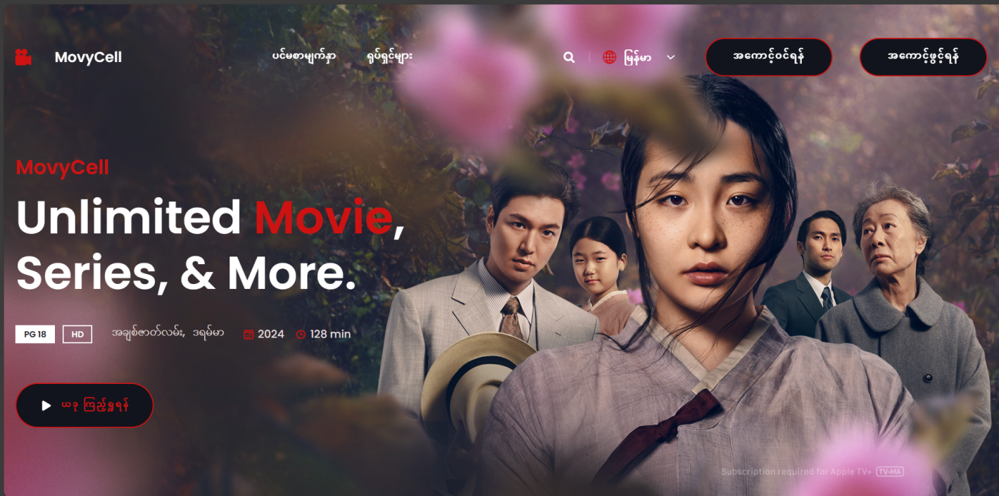 MovyCell
ပင်မစာမျက်နှာ
ရုပ်ရှင်များ
မြန်မာ
အကောင့်ဝင်ရန်
အကောင့်ဖွင့်ရန်
MovyCell
Unlimited Movie,
Series, & More.
PG 18 HD အချစ်ဇာတ်လမ်း, ဒရမ်မာ 2024 128 min
ယခု ကြည့်ရှုရန်
Subscription required for Apple TV+ TV-MA